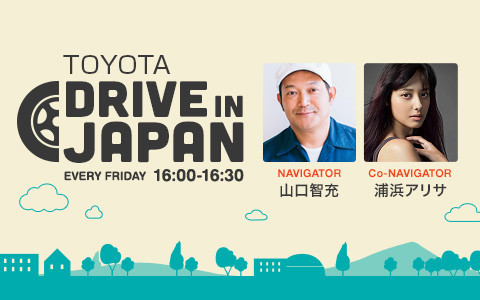 TOYOTA
DRIVE IN
JAPAN
EVERY FRIDAY 16:00-16:30
NAVIGATOR
山口智充
Co-NAVIGATOR
浦浜アリサ